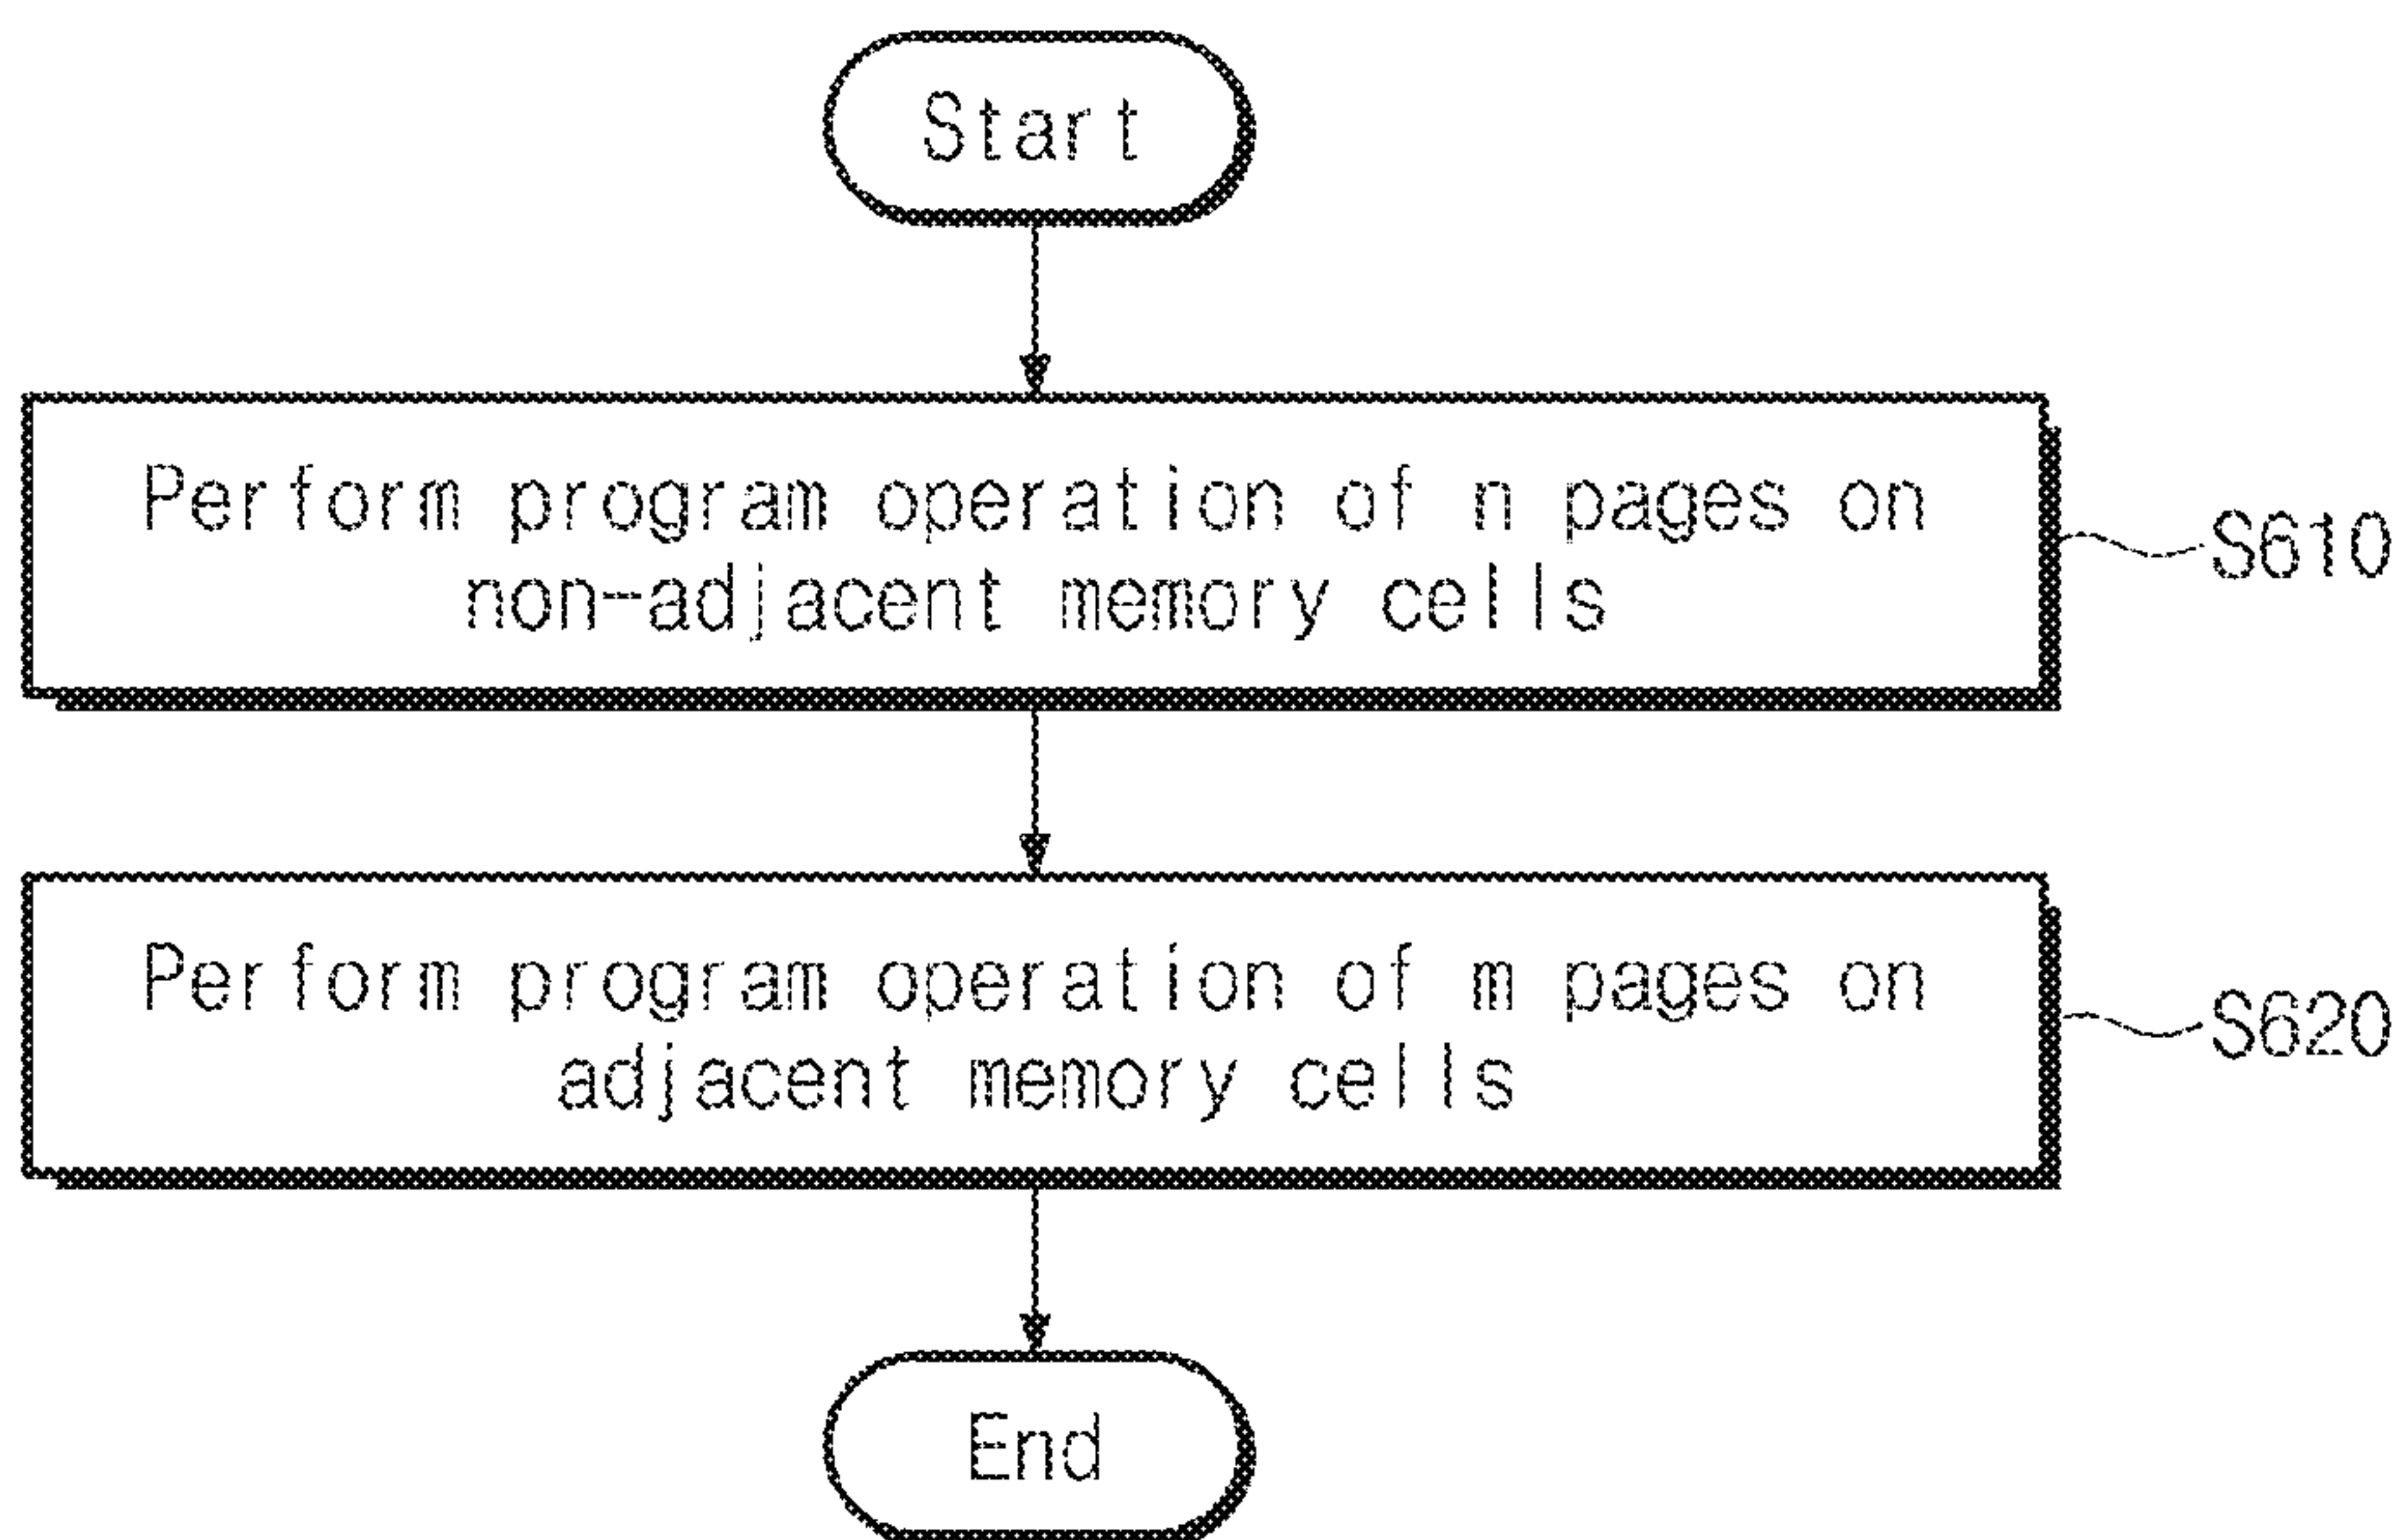 Start
Perform program operation of n pages on
non-adjacent memory cells
S610
Perform program operation of m pages on
adjacent memory cells
S620
End